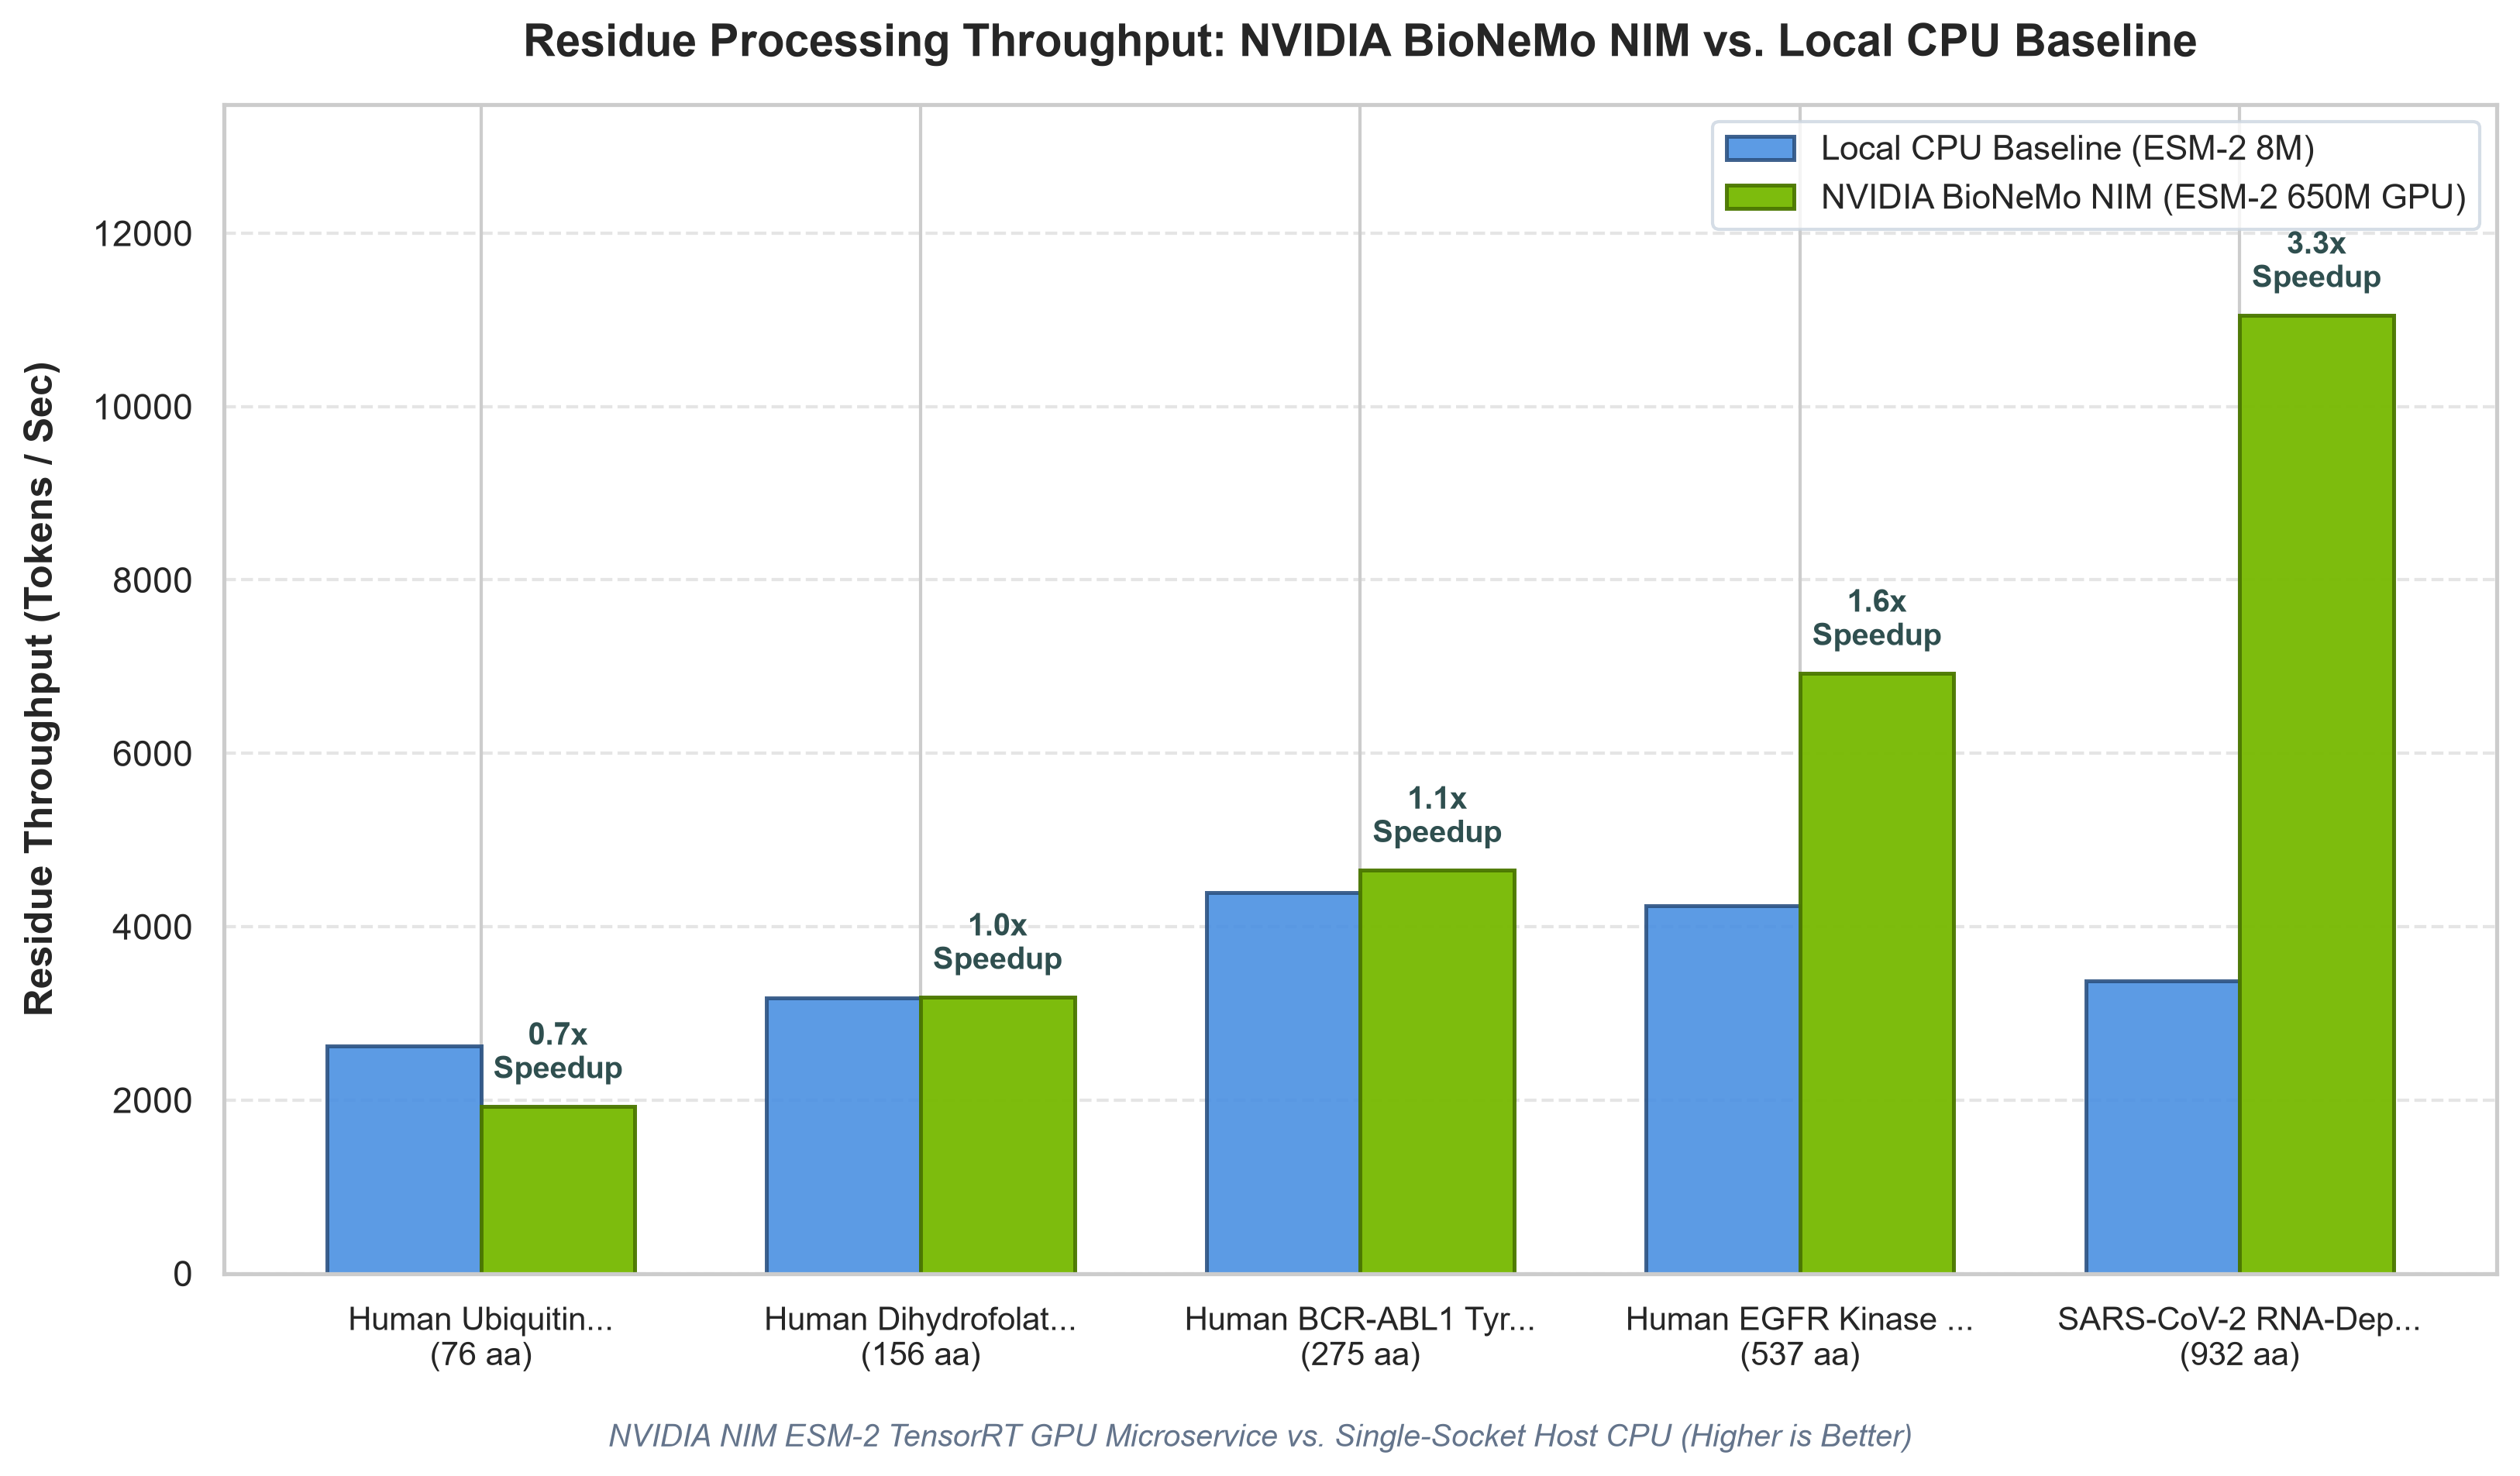 Residue Processing Throughput: NVIDIA BioNeMo NIM vs. Local CPU Baseline
Local CPU Baseline (ESM-2 8M)
NVIDIA BioNeMo NIM (ESM-2 650M GPU)
Residue Throughput (Tokens / Sec)
12000
10000
8000
6000
4000
2000
0
0.7x
Speedup
1.0x
Speedup
1.1x
Speedup
1.6x
Speedup
3.3x
Speedup
Human Ubiquitin...
(76 aa)
Human Dihydrofolat...
(156 aa)
Human BCR-ABL1 Tyr...
(275 aa)
Human EGFR Kinase ...
(537 aa)
SARS-CoV-2 RNA-Dep...
(932 aa)
NVIDIA NIM ESM-2 TensorRT GPU Microservice vs. Single-Socket Host CPU (Higher is Better)